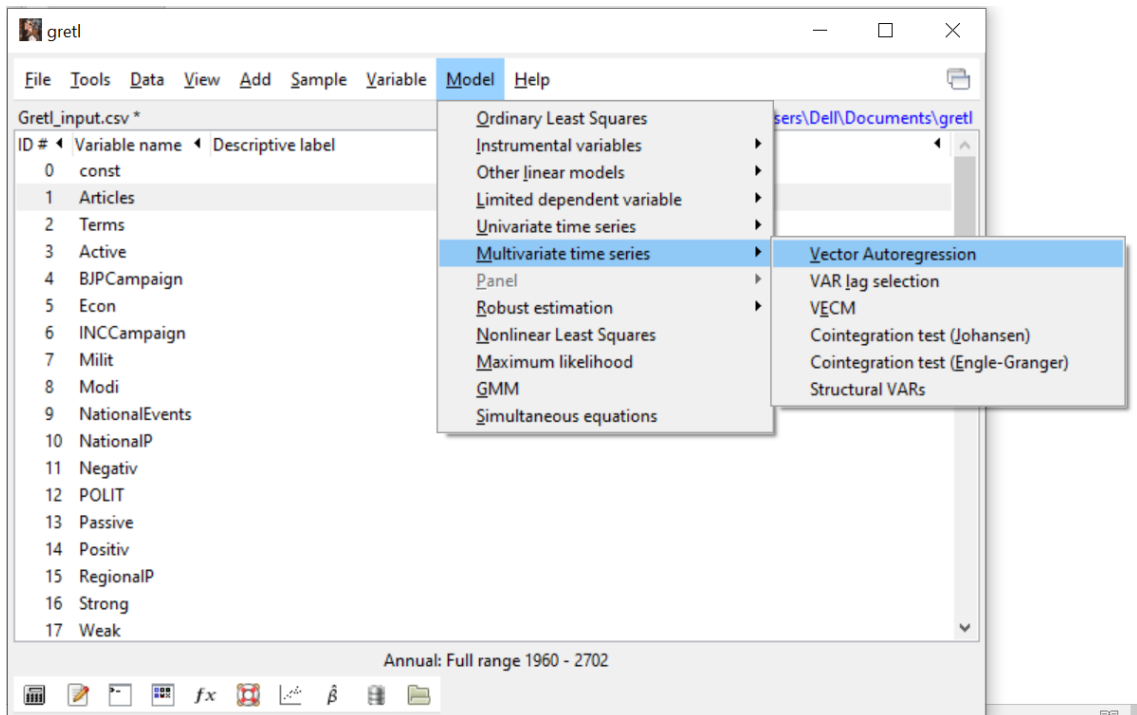 gretl
File Tools Data View Add Sample Variable Model Help
Gretl_input.csv *
sers\Dell\Documents\gretl
ID # Variable name Descriptive label
0 const
1 Articles
2 Terms
3 Active
4 BJPCampaign
5 Econ
6 INCCampaign
7 Milit
8 Modi
9 NationalEvents
10 NationalP
11 Negativ
12 POLIT
13 Passive
14 Positiv
15 RegionalP
16 Strong
17 Weak
Ordinary Least Squares
Instrumental variables
Other linear models
Limited dependent variable
Univariate time series
Multivariate time series
Panel
Robust estimation
Nonlinear Least Squares
Maximum likelihood
GMM
Simultaneous equations
Vector Autoregression
VAR lag selection
VECM
Cointegration test (Johansen)
Cointegration test (Engle-Granger)
Structural VARs
Annual: Full range 1960 - 2702
fx
β̂